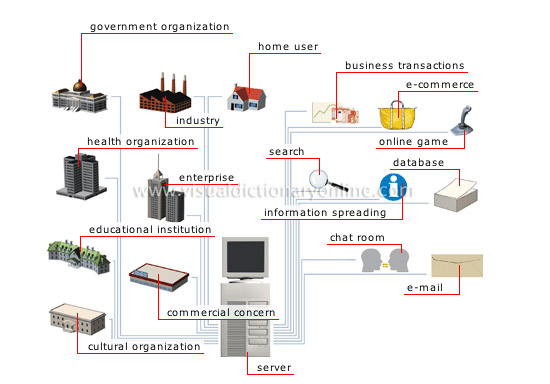 government organization
home user
business transactions
e-commerce
industry
health organization
online game
search
database
enterprise
www.visualdictionaryonline.com
information spreading
educational institution
chat room
e-mail
commercial concern
cultural organization
server